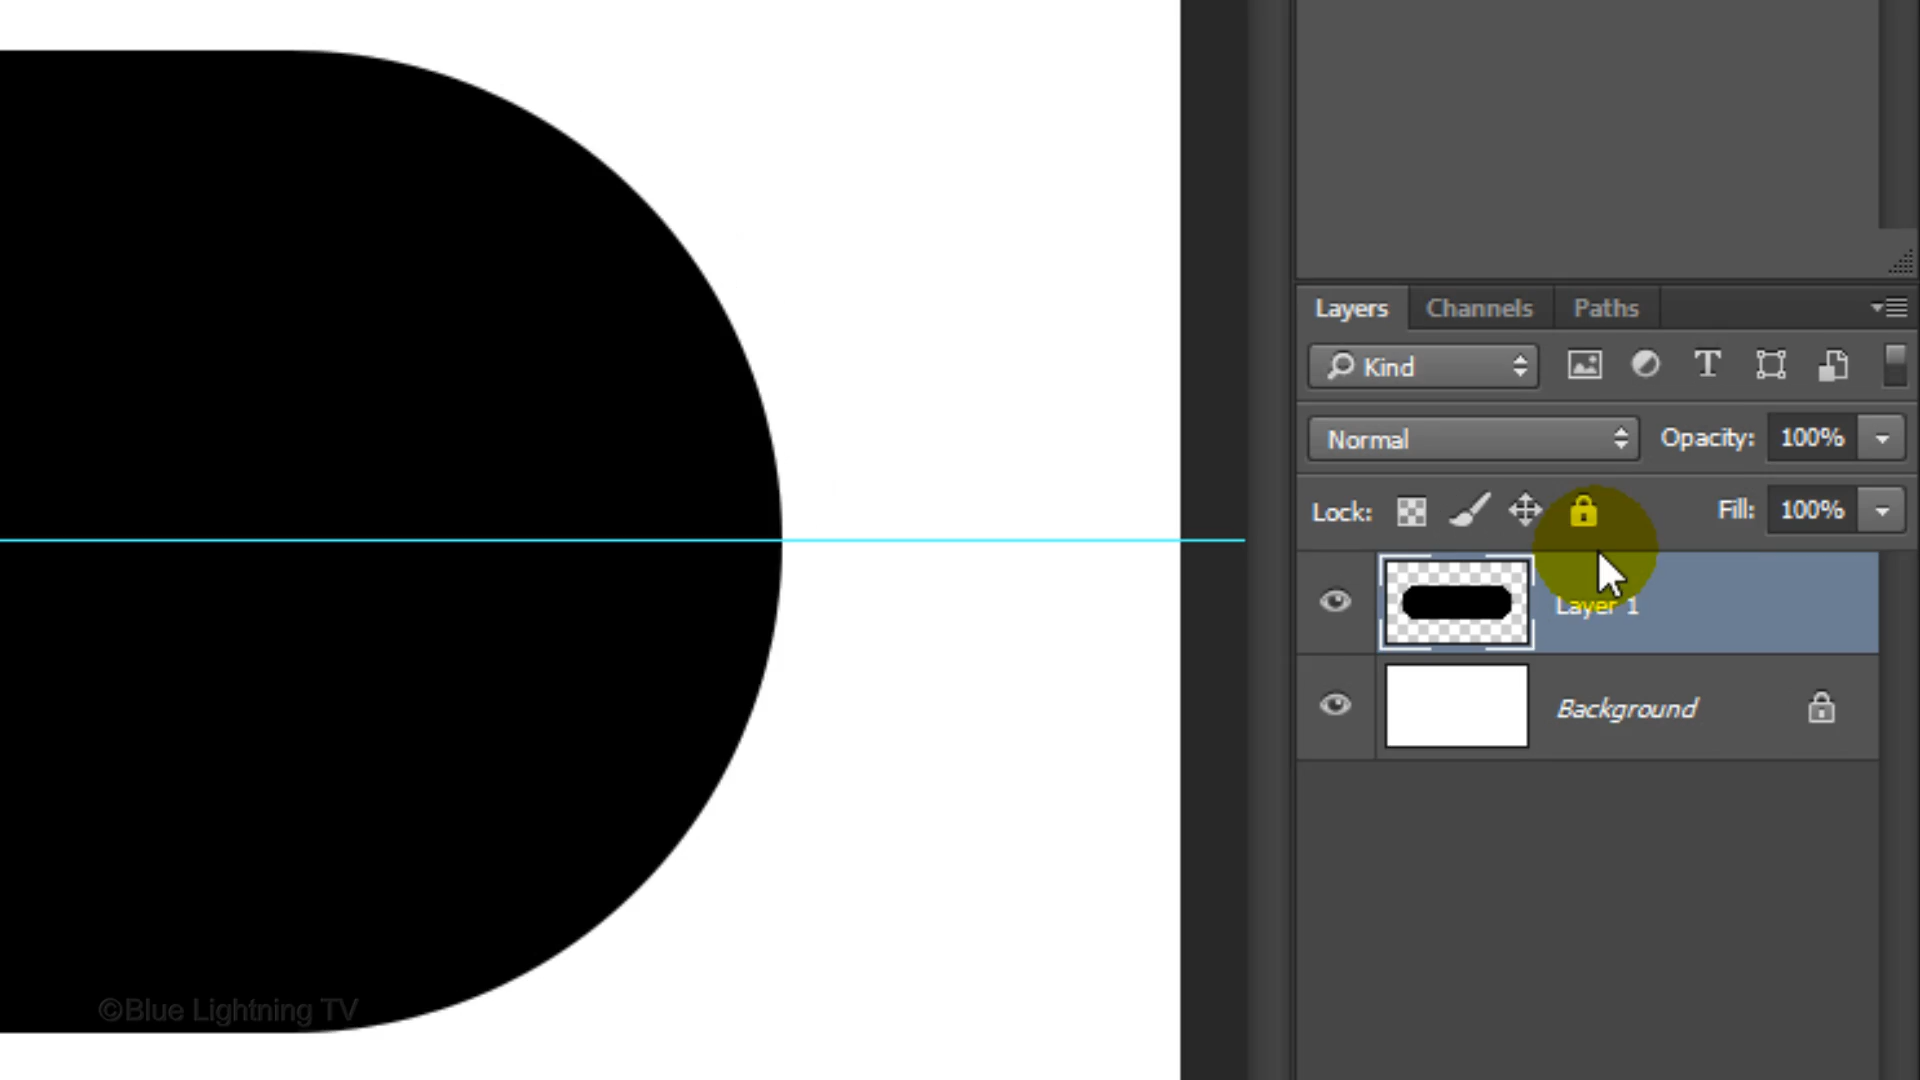 Layers Channels Paths
Kind
Normal Opacity: 100%
Lock: Fill: 100%
Layer 1
Background
©Blue Lightning TV